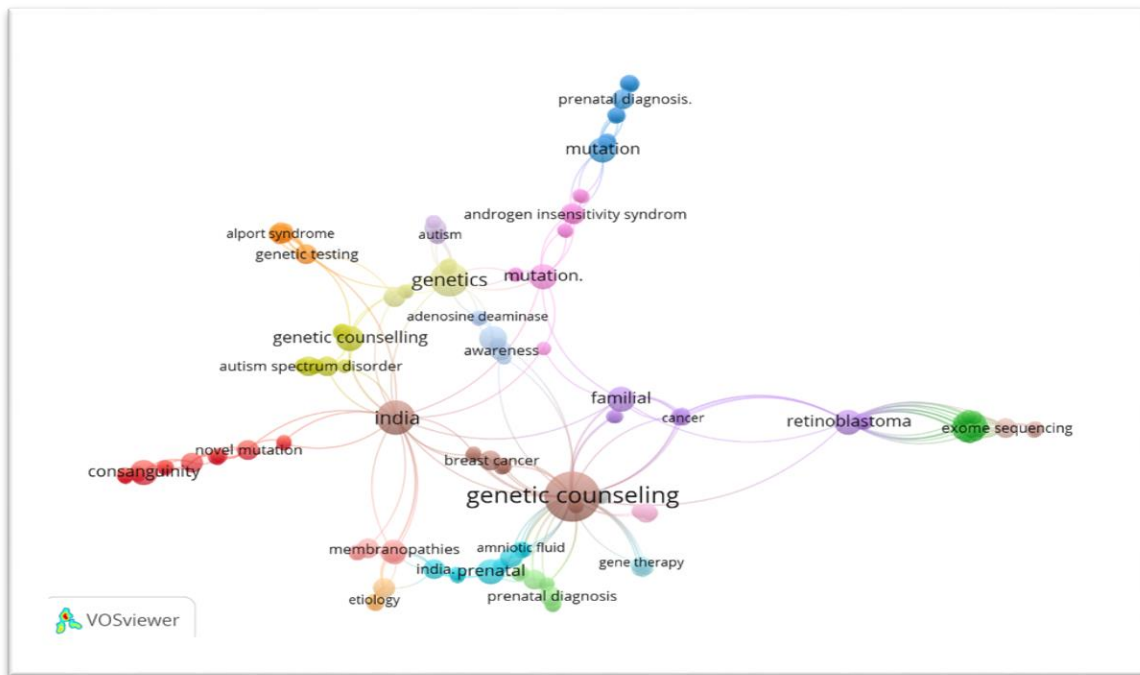 prenatal diagnosis.
mutation
androgen insensitivity syndrom
alport syndrome
autism
genetic testing
genetics
mutation.
adenosine deaminase
genetic counselling
awareness
autism spectrum disorder
familial
india
cancer
retinoblastoma
exome sequencing
novel mutation
breast cancer
consanguinity
genetic counseling
membranopathies
amniotic fluid
gene therapy
india.
prenatal
etiology
prenatal diagnosis
VOSviewer